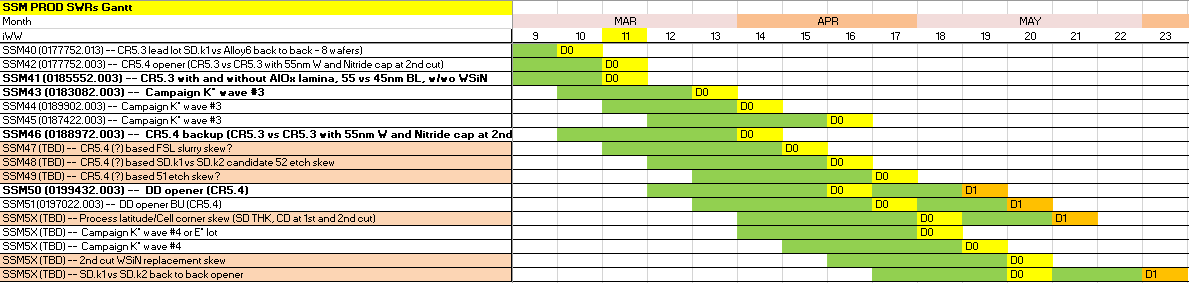 SSM PROD SWRs Gantt
Month MAR APR MAY
iWW 9 10 11 12 13 14 15 16 17 18 19 20 21 22 23
SSM40 (0177752.013) -- CR5.3 lead lot SD.k1 vs Alloy6 back to back - 8 wafers) D0
SSM42 (0177722.003) -- CR5.4 opener (CR5.3 vs CR5.3 with 55nm W and Nitride cap at 2nd cut) D0
SSM41 (0185552.003) -- CR5.3 with and without AlOx lamina, 55 vs 45nm BL, w/wo WSiN D0
SSM43 (0183082.003) -- Campaign K* wave #3 D0
SSM44 (0189902.003) -- Campaign K* wave #3 D0
SSM45 (0187422.003) -- Campaign K* wave #3 D0
SSM46 (0188972.003) -- CR5.4 backup (CR5.3 vs CR5.3 with 55nm W and Nitride cap at 2nd D0
SSM47 (TBD) -- CR5.4 (?) based FSL slurry skew? D0
SSM48 (TBD) -- CR5.4 (?) based SD.k1 vs SD.k2 candidate 52 etch skew D0
SSM49 (TBD) -- CR5.4 (?) based 51 etch skew? D0
SSM50 (0199432.003) -- DD opener (CR5.4) D0 D1
SSM51 (0197022.003) -- DD opener BU (CR5.4) D0 D1
SSM5X (TBD) -- Process latitude/Cell corner skew (SD THK, CD at 1st and 2nd cut) D0 D1
SSM5X (TBD) -- Campaign K* wave #4 or E* lot D0
SSM5X (TBD) -- Campaign K* wave #4 D0
SSM5X (TBD) -- 2nd cut WSiN replacement skew D0
SSM5X (TBD) -- SD.k1 vs SD.k2 back to back opener D0 D1